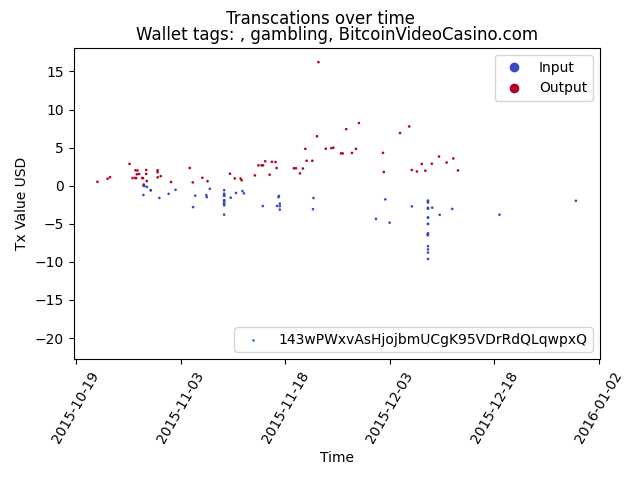 Transcations over time
Wallet tags: , gambling, BitcoinVideoCasino.com
Input
Output
Tx Value USD
15
10
5
0
−5
−10
−15
−20
143wPWxvAsHjojbmUCgK95VDrRdQLqwpxQ
2015-10-19
2015-11-03
2015-11-18
2015-12-03
2015-12-18
2016-01-02
Time